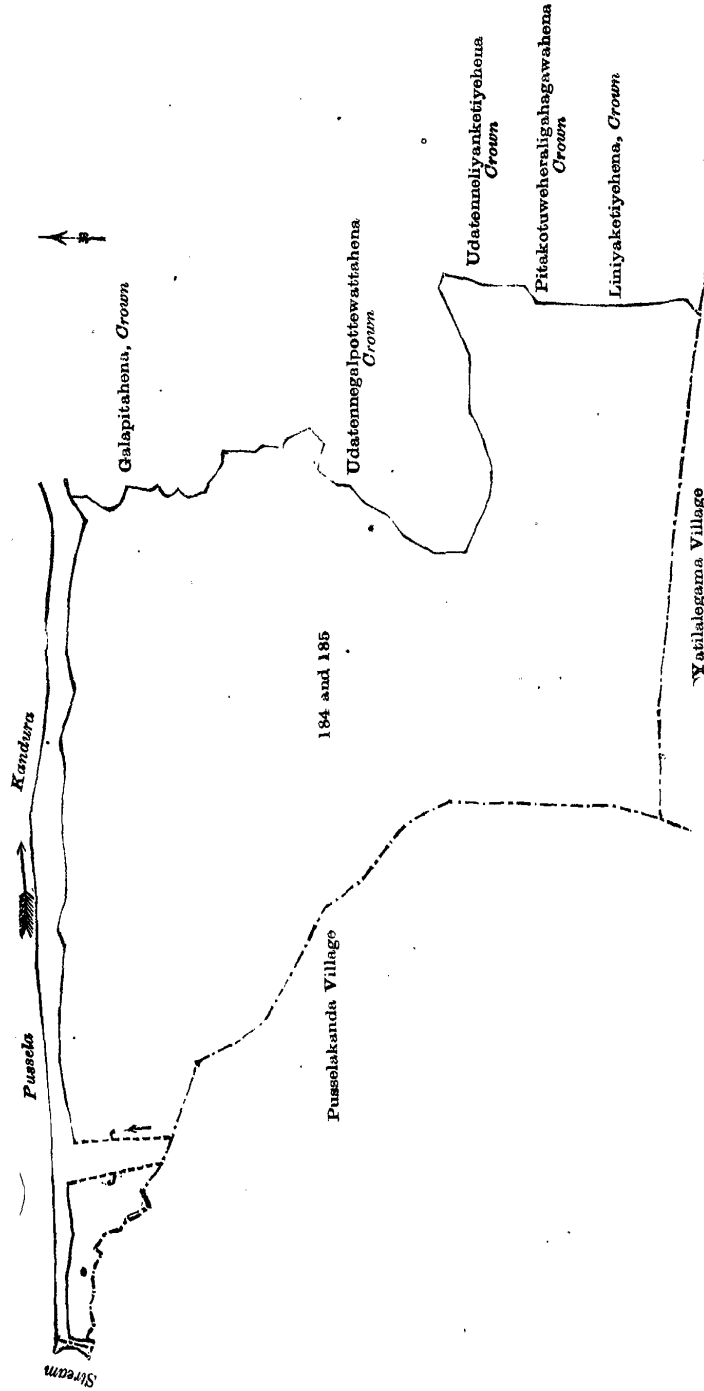 Stream
Pussela
Kandura
Galapitahena, Crown
Udatennegalpottewattahena
Crown
Udatenneliyanketiyehena
Crown
Pitakotuweheraligahagawahena
Crown
Liniyaketiyehena, Crown
184 and 185
Pusselakanda Village
Yatilalegama Village